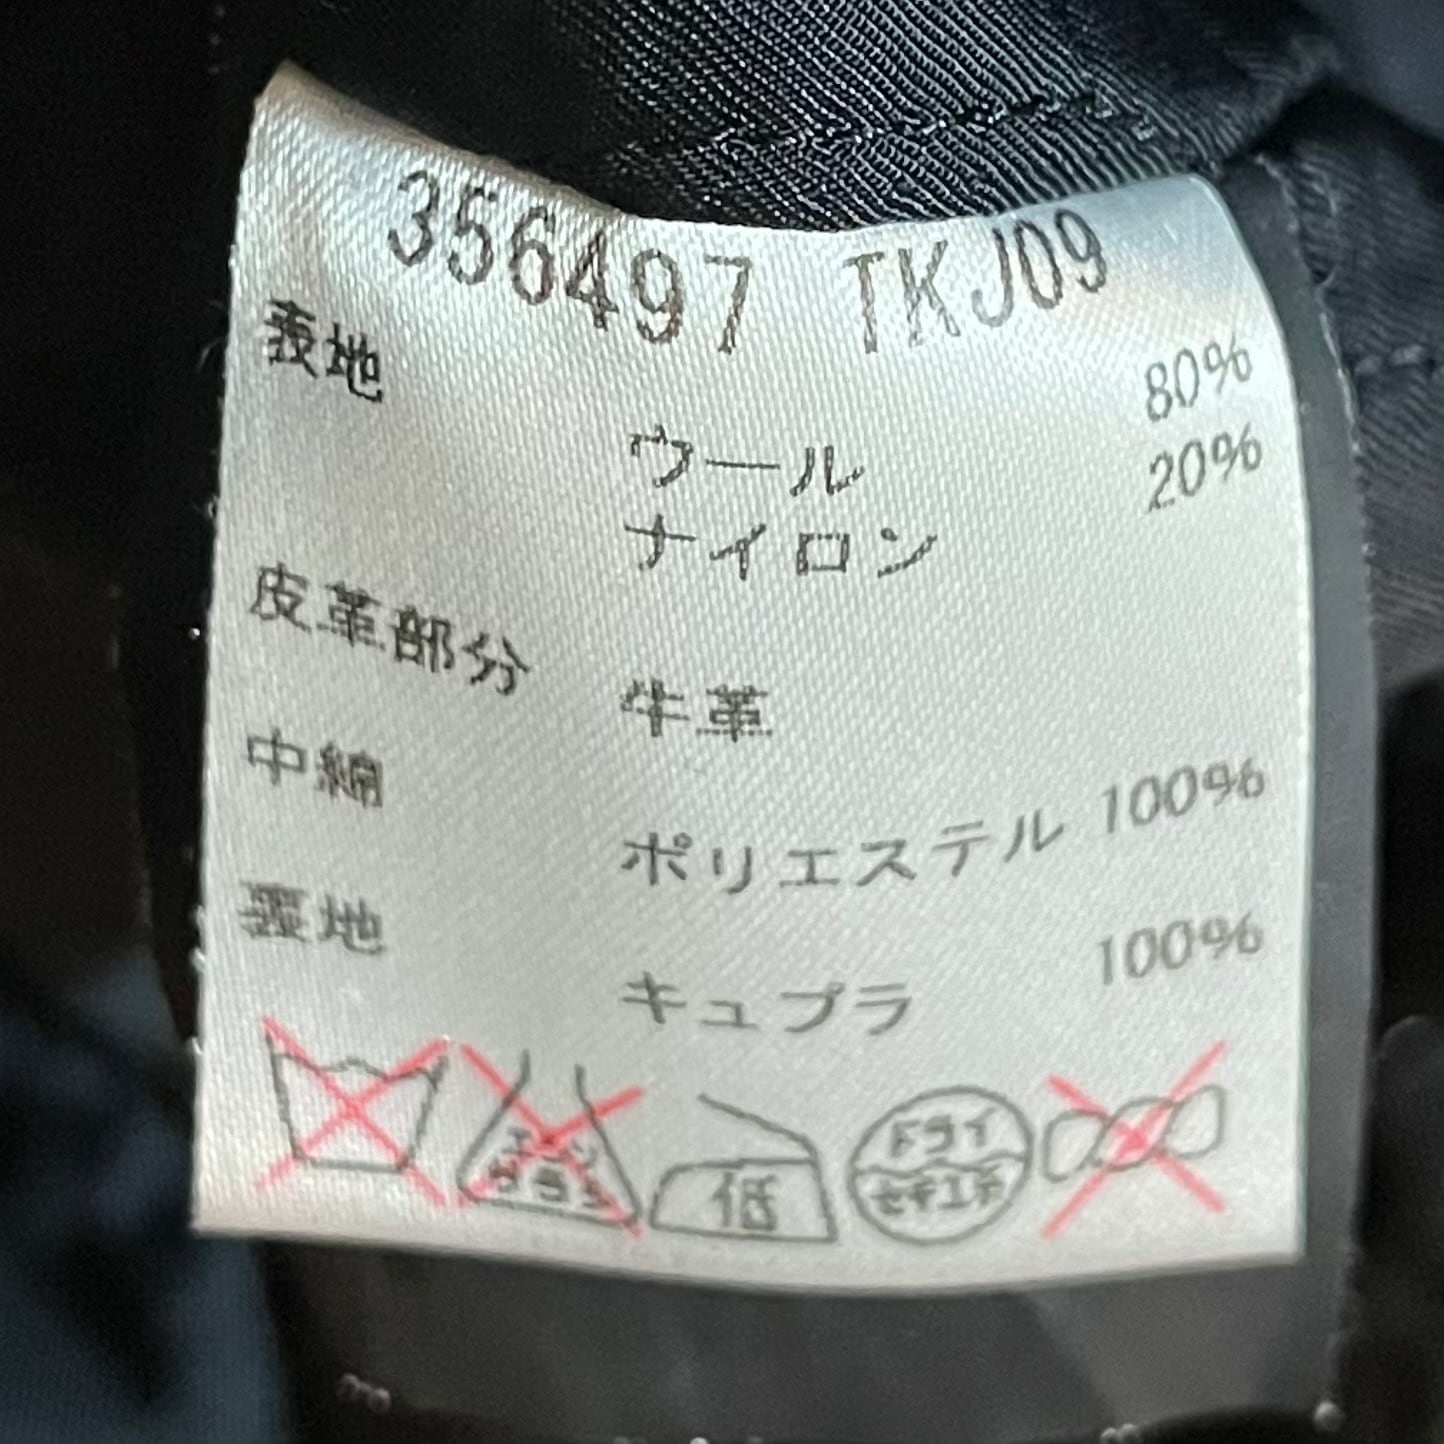 356497 TKJ09
表地
ウール 80%
ナイロン 20%
皮革部分
牛革
中綿
ポリエステル 100%
裏地
キュプラ 100%
低
ドライ
セキユ系